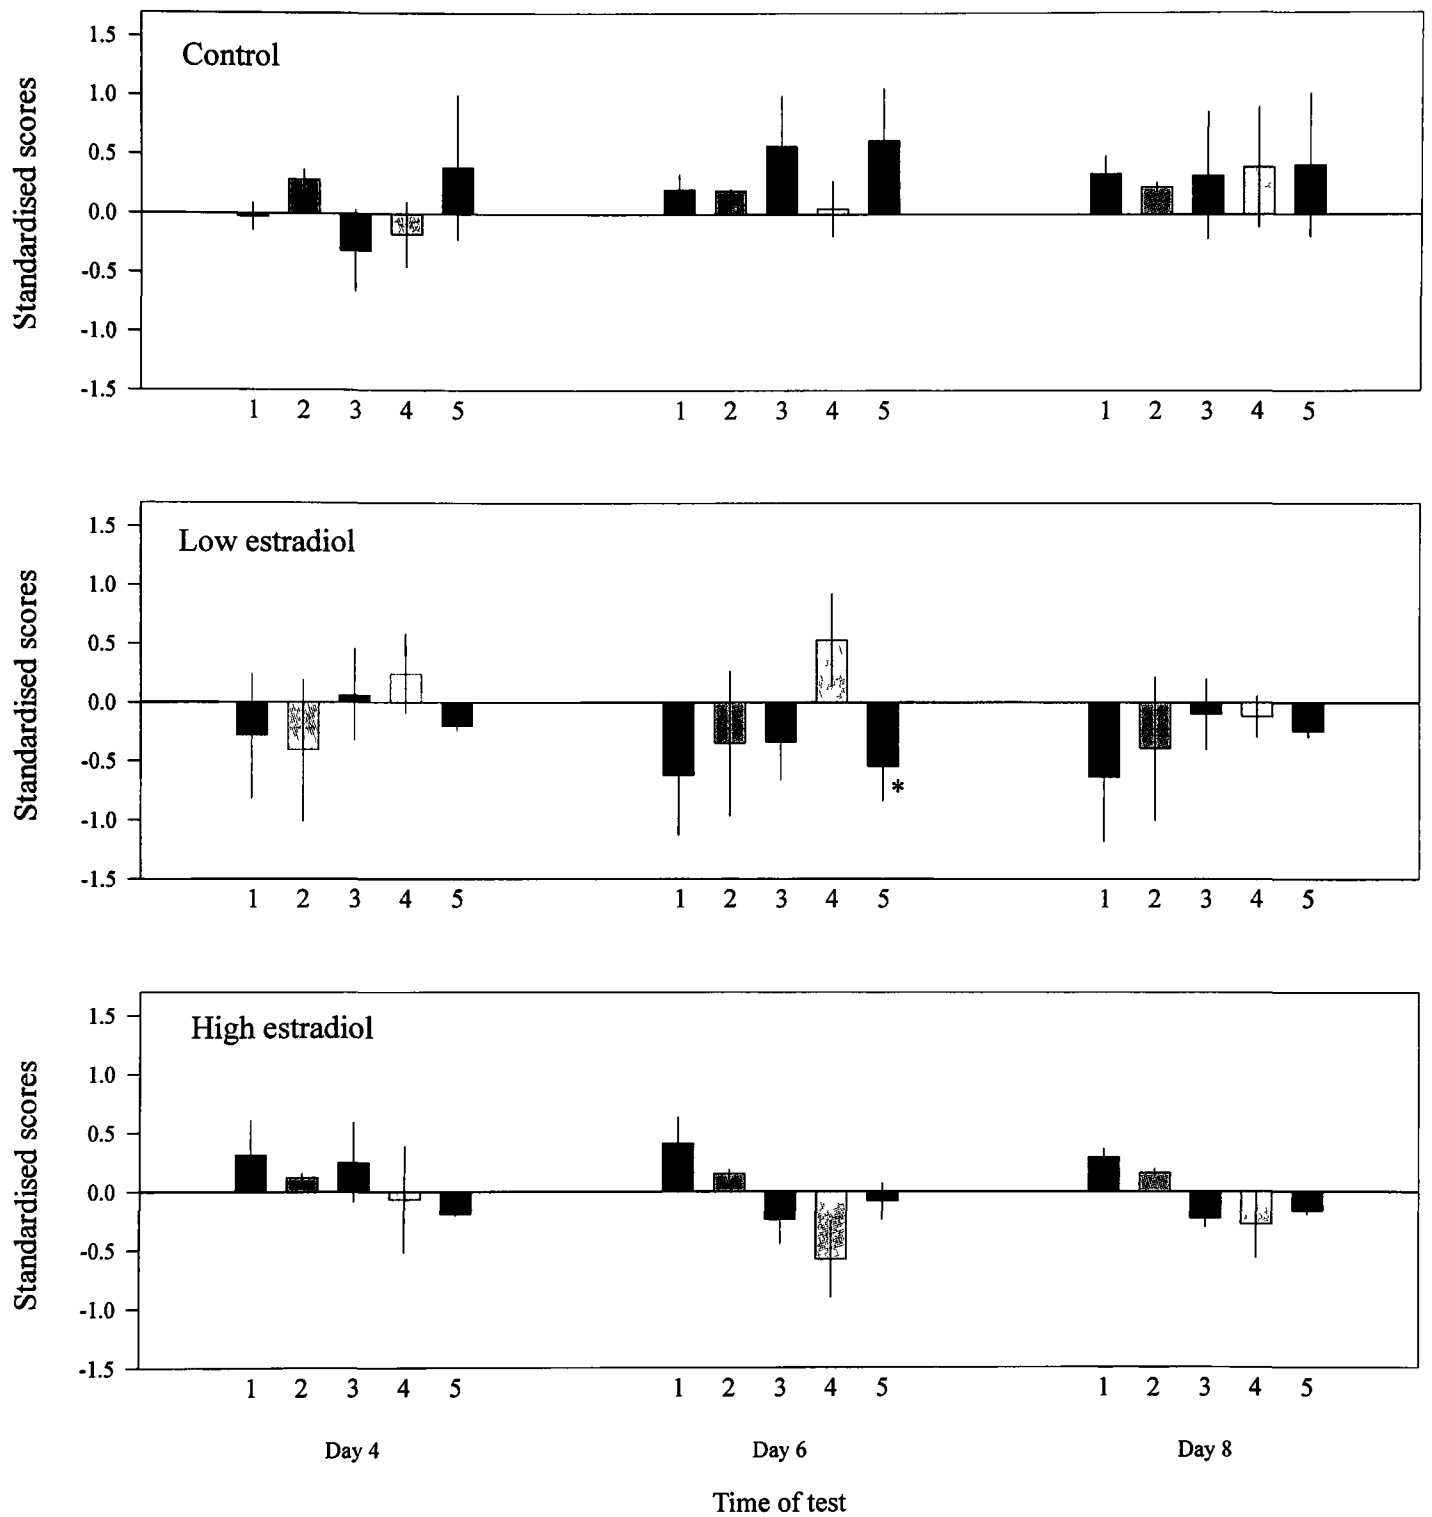 Control
Standardised scores
1.5
1.0
0.5
0.0
-0.5
-1.0
-1.5
1 2 3 4 5 1 2 3 4 5 1 2 3 4 5
Low estradiol
Standardised scores
1.5
1.0
0.5
0.0
-0.5
-1.0
-1.5
*
1 2 3 4 5 1 2 3 4 5 1 2 3 4 5
High estradiol
Standardised scores
1.5
1.0
0.5
0.0
-0.5
-1.0
-1.5
1 2 3 4 5 1 2 3 4 5 1 2 3 4 5
Day 4 Day 6 Day 8
Time of test